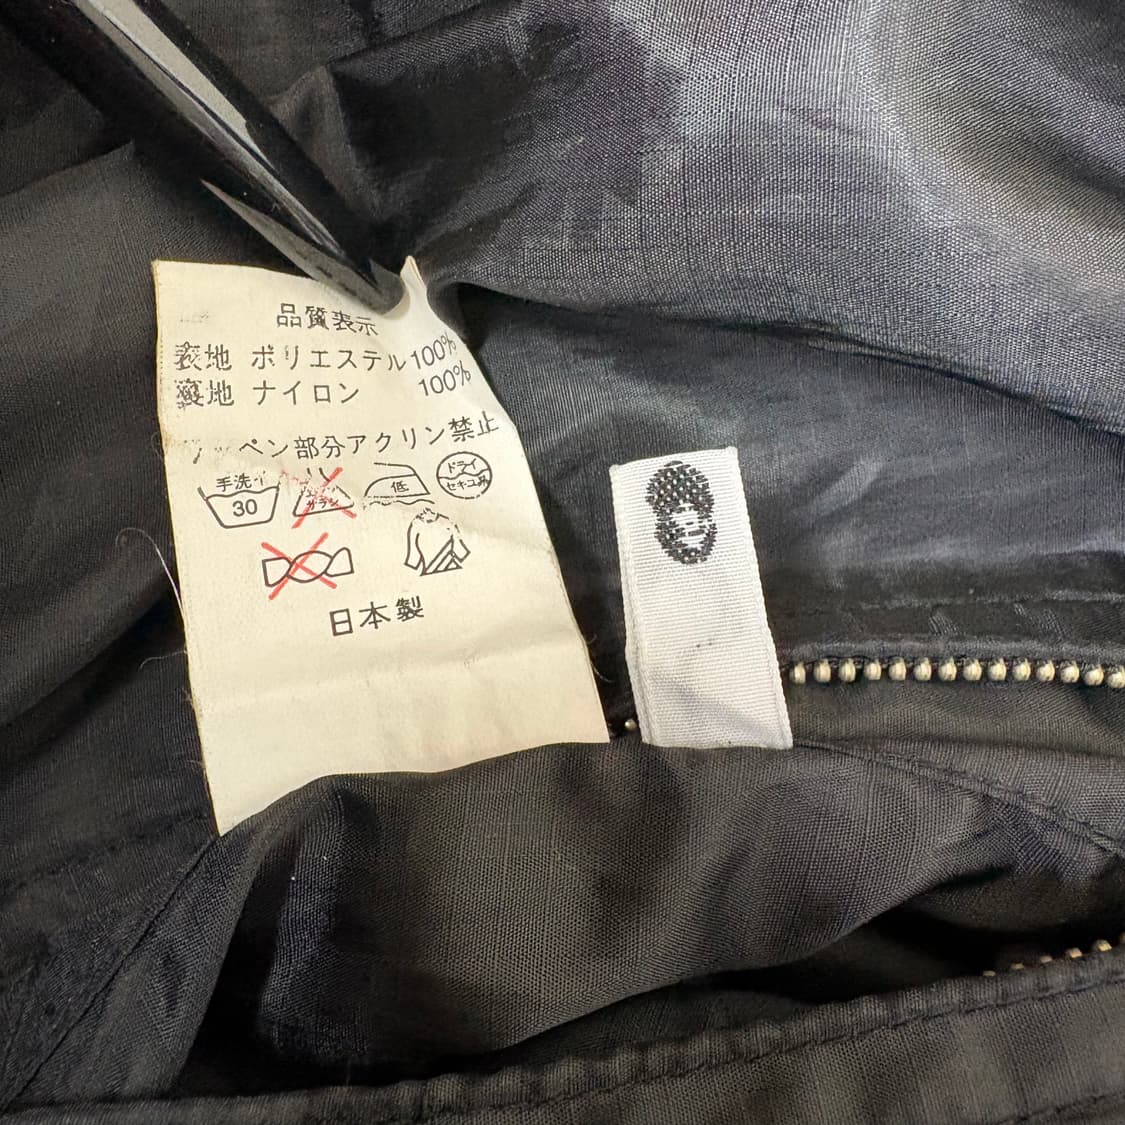 品質表示
表地 ポリエステル100%
裏地 ナイロン 100%
ペン部分アクリン禁止
手洗イ
30
低
ドライ
セキユ系
日本製